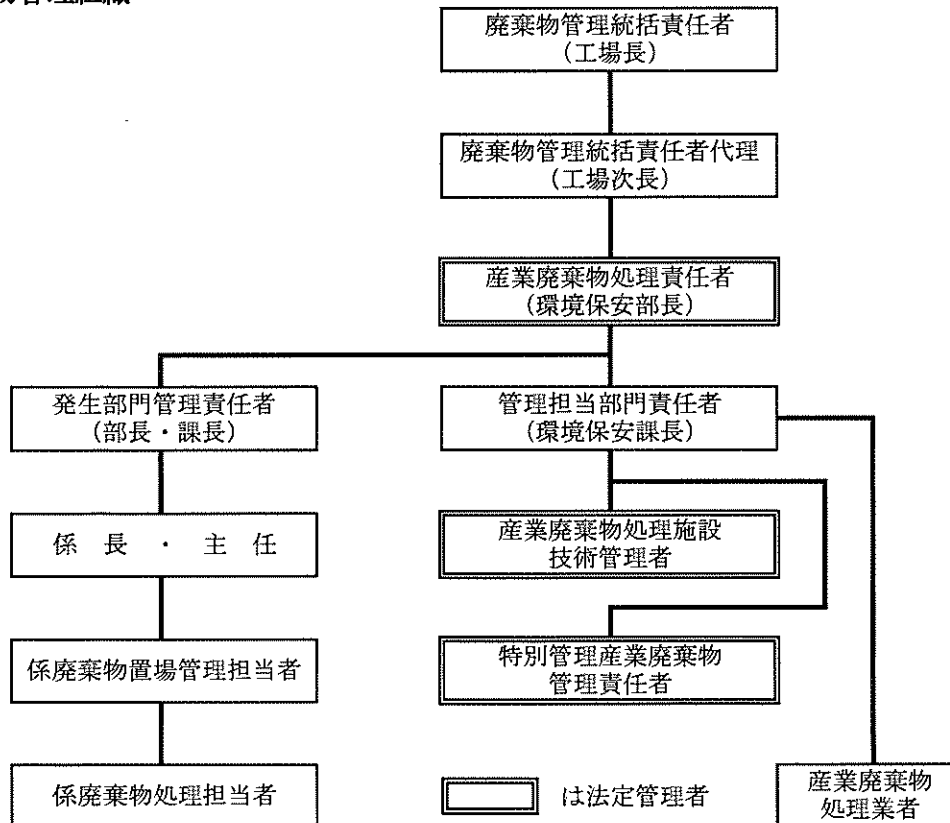 廃棄物管理統括責任者
(工場長)
廃棄物管理統括責任者代理
(工場次長)
産業廃棄物処理責任者
(環境保安部長)
発生部門管理責任者
(部長・課長)
管理担当部門責任者
(環境保安課長)
係 長 ・ 主 任
産業廃棄物処理施設
技術管理者
係廃棄物置場管理担当者
特別管理産業廃棄物
管理責任者
係廃棄物処理担当者
は法定管理者
産業廃棄物
処理業者